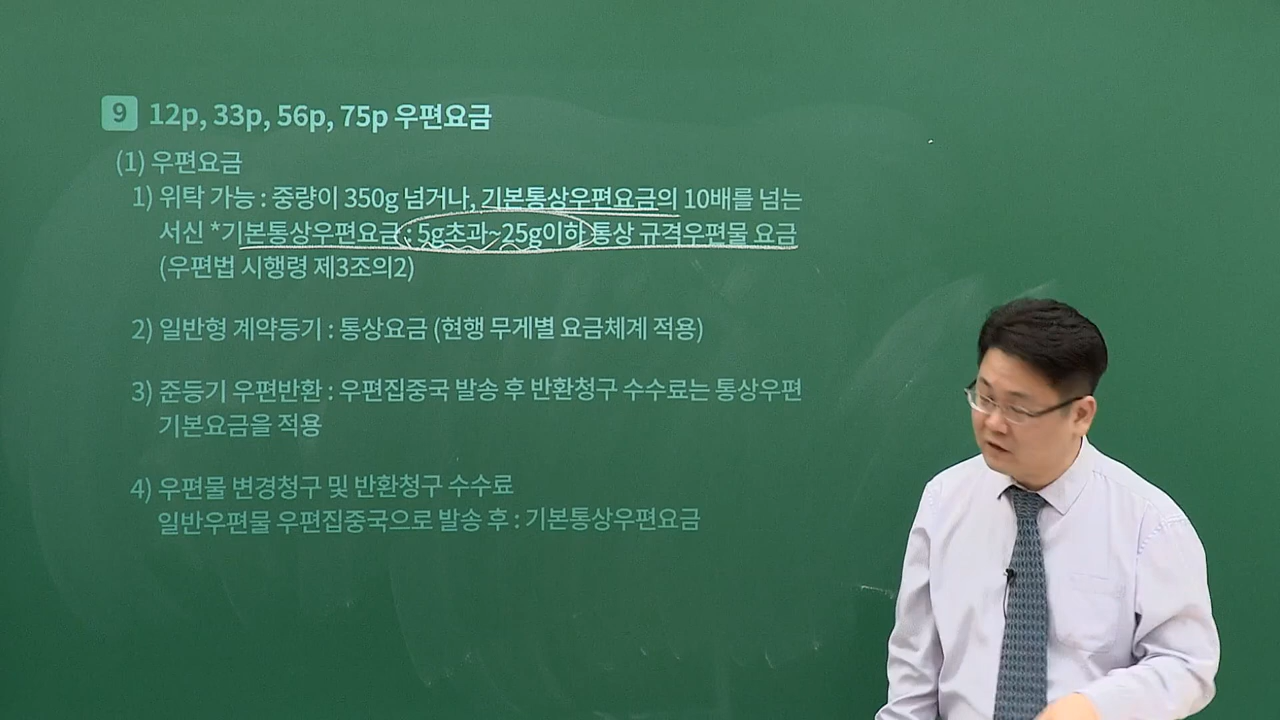 9 12p, 33p, 56p, 75p 우편요금
(1) 우편요금
1) 위탁 가능 : 중량이 350g 넘거나, 기본통상우편요금의 10배를 넘는
서신 *기본통상우편요금 : 5g초과~25g이하 통상 규격우편물 요금
(우편법 시행령 제3조의2)
2) 일반형 계약등기 : 통상요금 (현행 무게별 요금체계 적용)
3) 준등기 우편반환 : 우편집중국 발송 후 반환청구 수수료는 통상우편
기본요금을 적용
4) 우편물 변경청구 및 반환청구 수수료
일반우편물 우편집중국으로 발송 후 : 기본통상우편요금